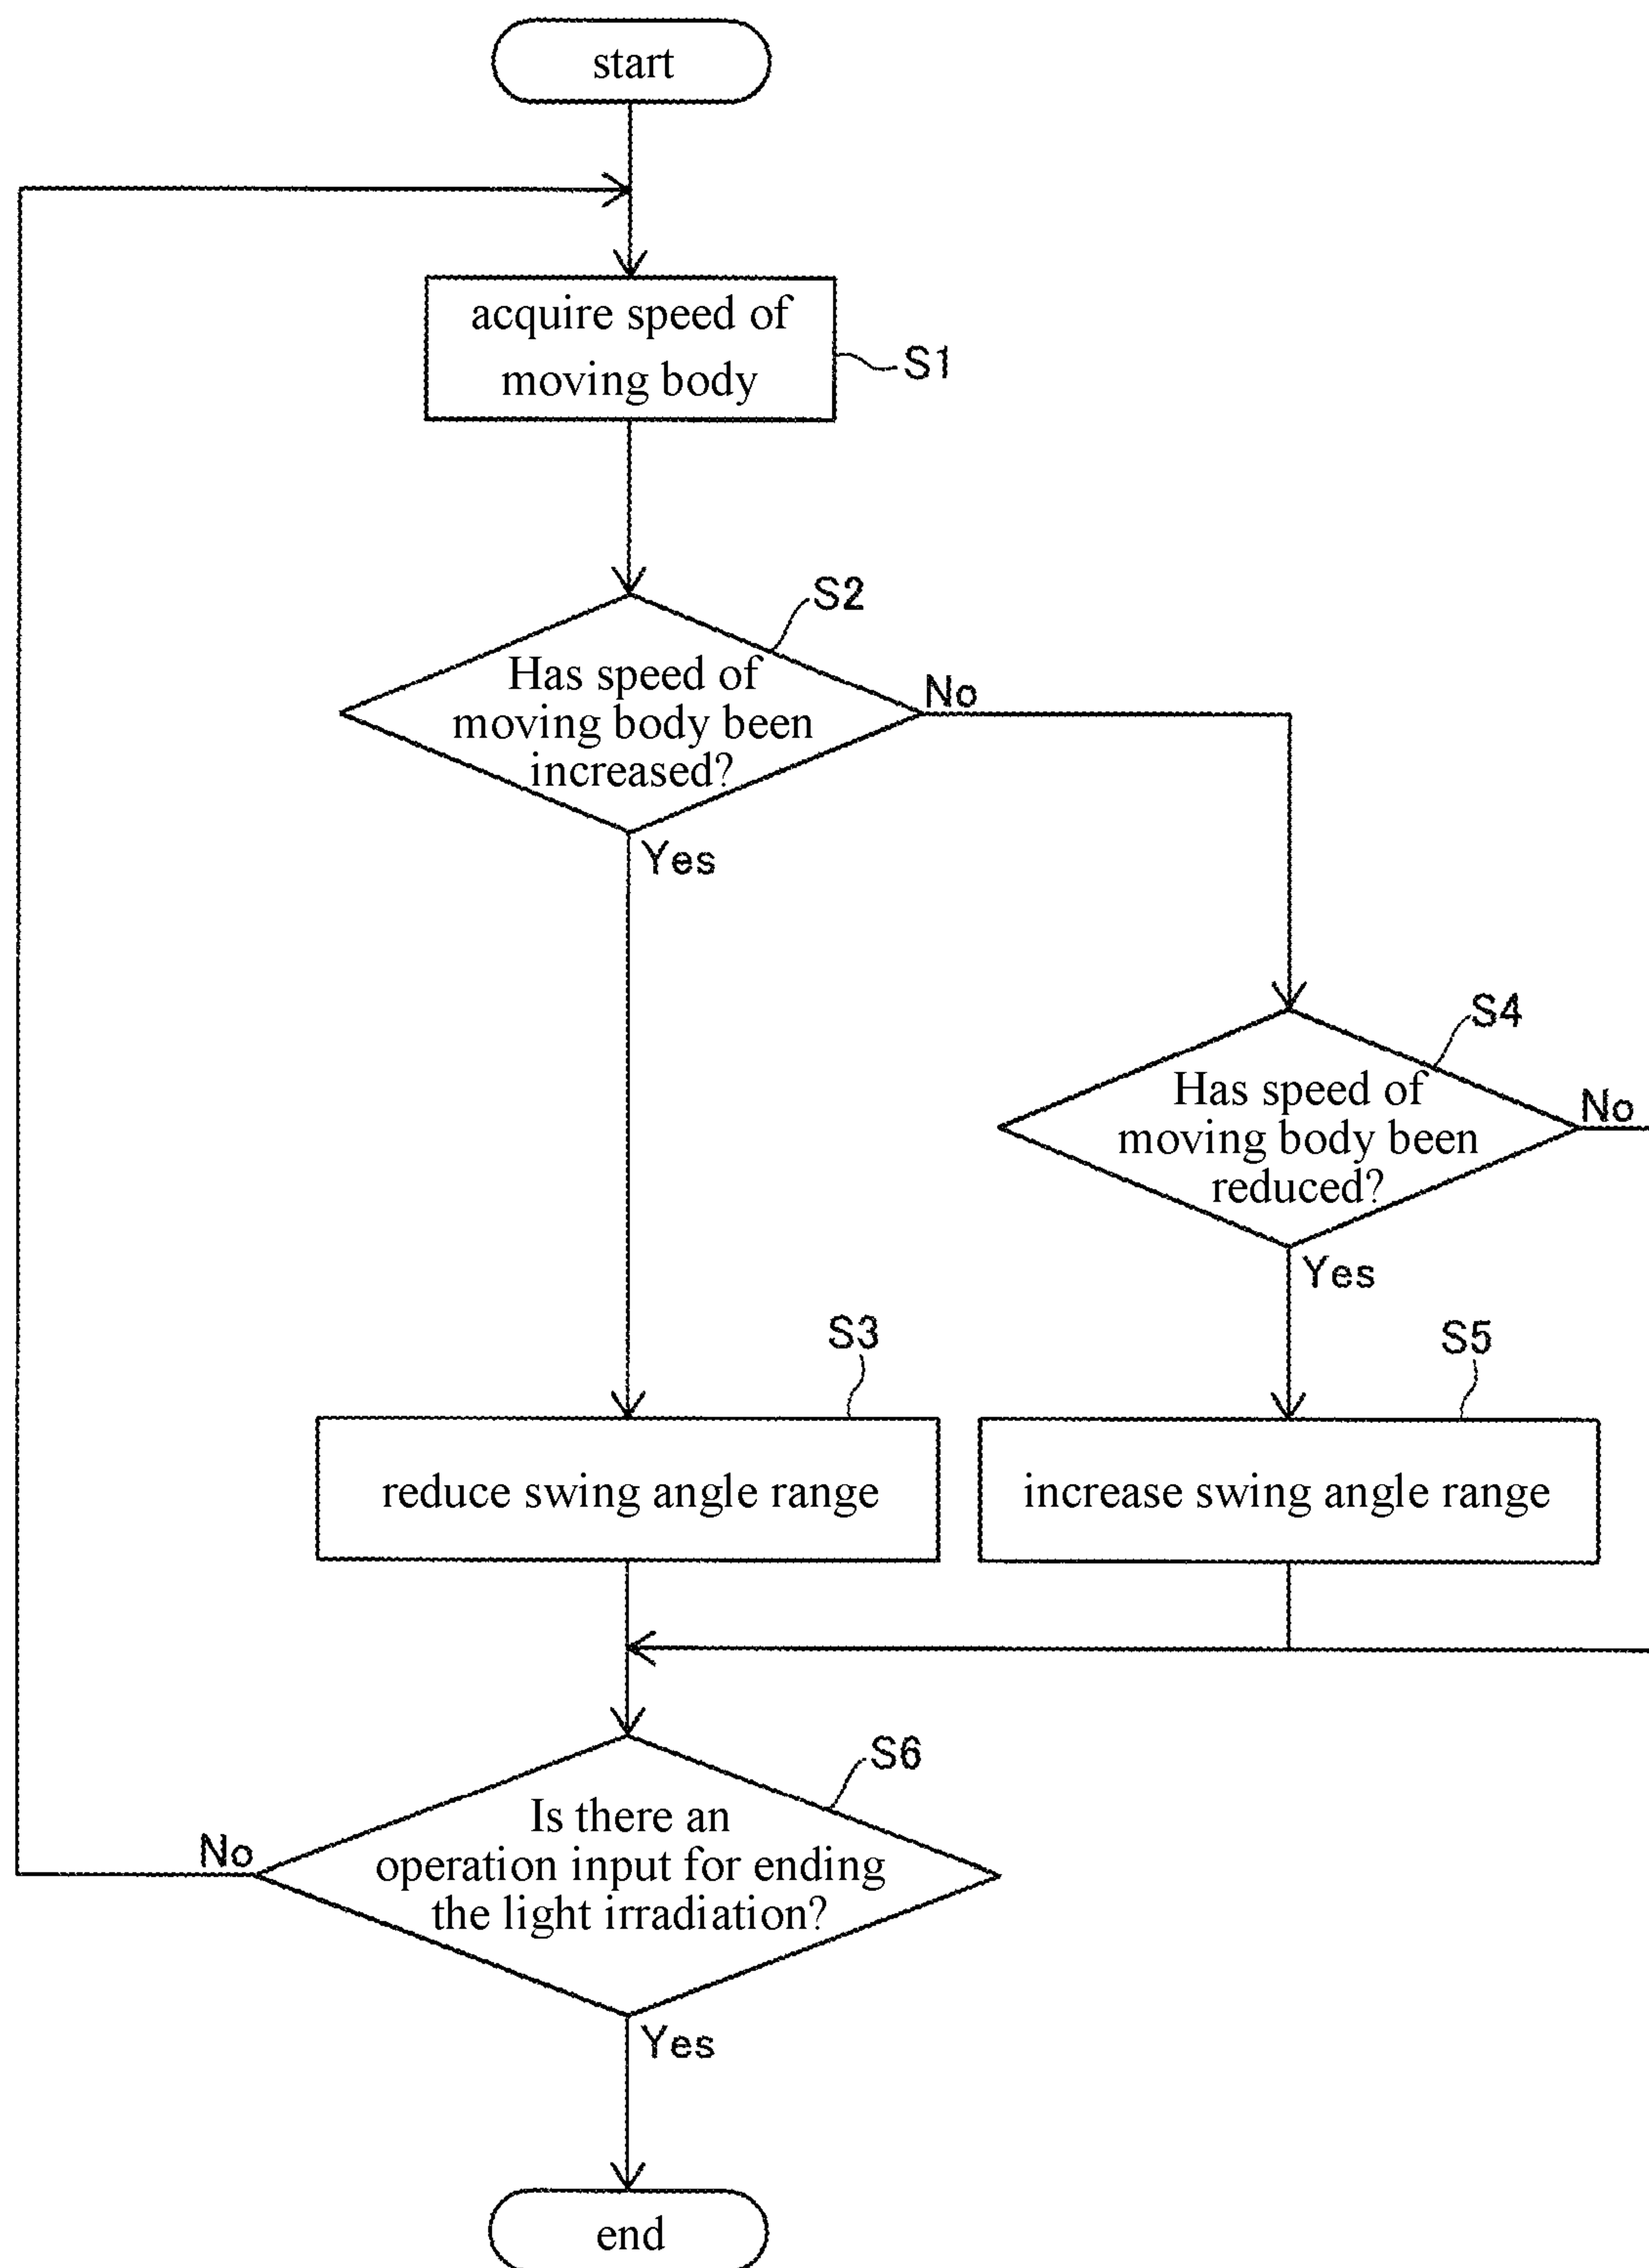 start
acquire speed of
moving body
S1
S2
Has speed of
moving body been
increased?
No
Yes
S4
Has speed of
moving body been
reduced?
No
Yes
S3
reduce swing angle range
S5
increase swing angle range
S6
Is there an
operation input for ending
the light irradiation?
No
Yes
end